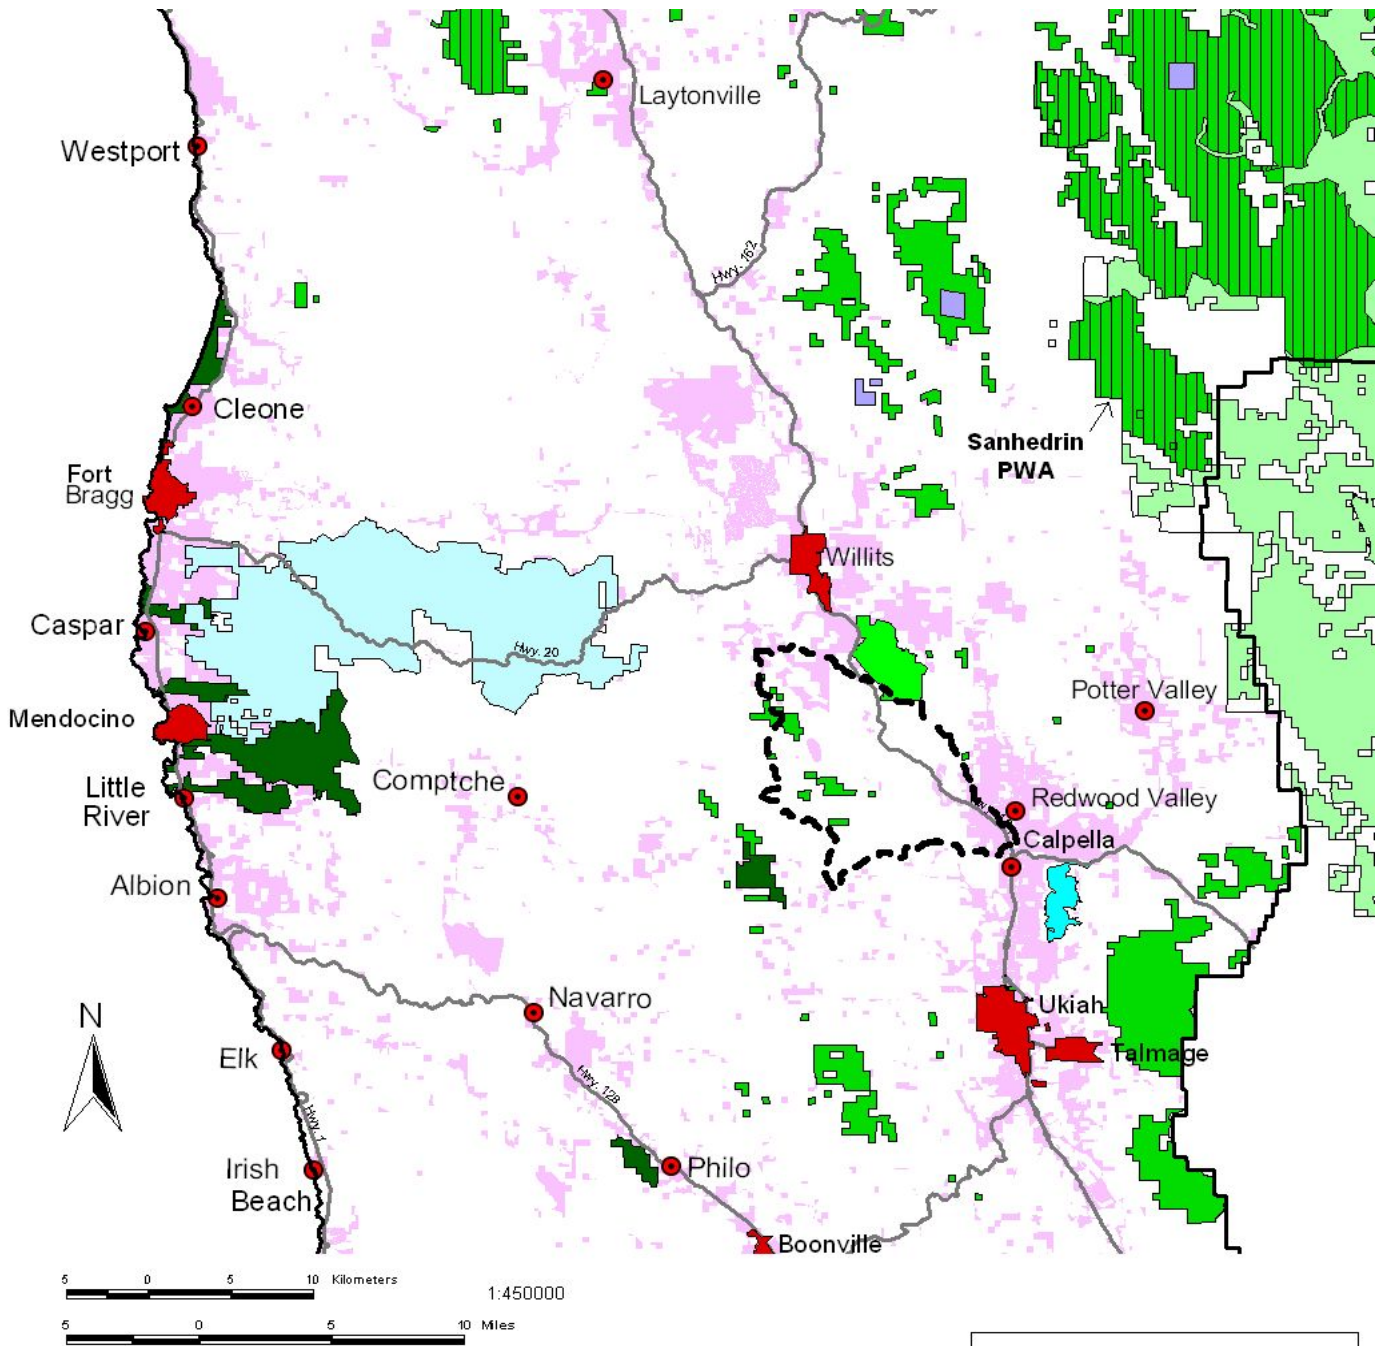 Laytonville
Westport
Hwy. 162
Cleone
Sanhedrin
PWA
Fort
Bragg
Willits
Caspar
Hwy. 20
Potter Valley
Mendocino
Comptche
Little
River
Redwood Valley
Calpella
Albion
Navarro
Ukiah
N
Elk
Talmage
Hwy. 128
Hwy. 1
Irish
Beach
Philo
Boonville
5 0 5 10 Kilometers
1:450000
5 0 5 10 Miles